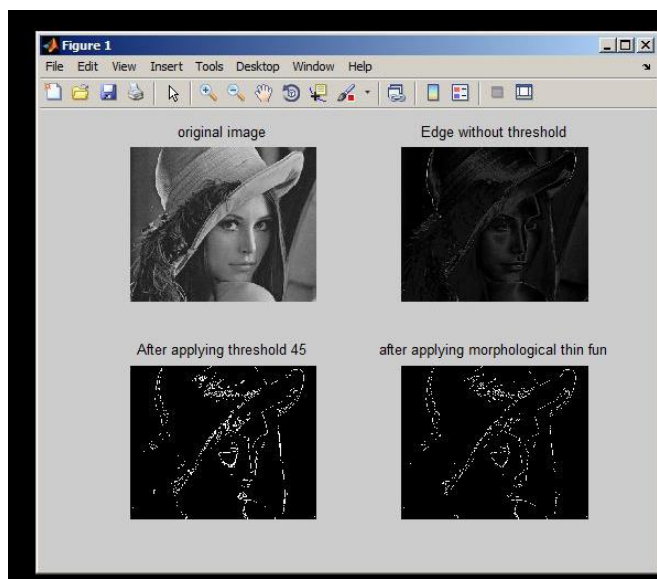 Figure 1
File Edit View Insert Tools Desktop Window Help
original image
Edge without threshold
After applying threshold 45
after applying morphological thin fun